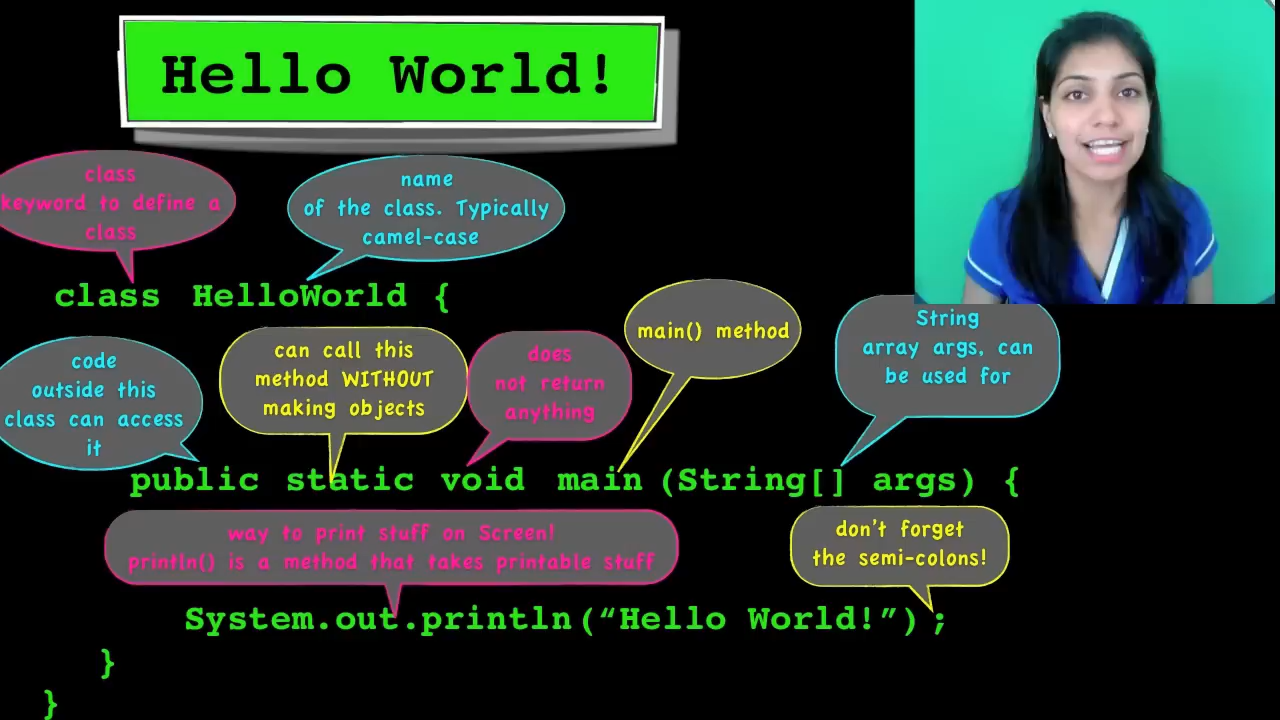 Hello World!
class
keyword to define a
class
name
of the class. Typically
camel-case
class HelloWorld {
code
outside this
class can access
it
can call this
method WITHOUT
making objects
does
not return
anything
main() method
String
array args, can
be used for
public static void main (String[] args) {
way to print stuff on Screen!
println() is a method that takes printable stuff
don't forget
the semi-colons!
System.out.println(“Hello World!”);
}
}